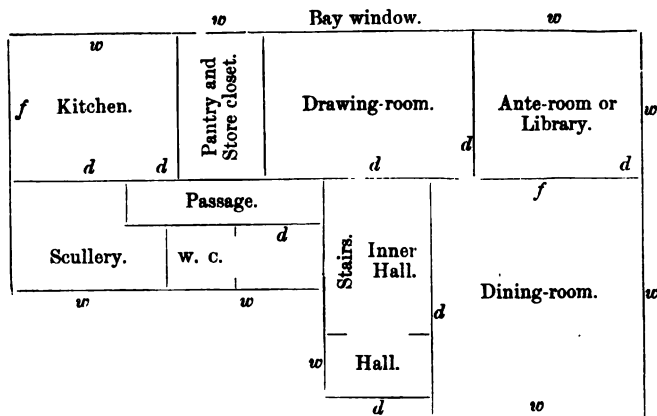 w Bay window. w
w
Pantry and
Store closet.
f Kitchen. Drawing-room. Ante-room or
Library. w
d d d d d
f
Passage.
d
Scullery. W. C. Stairs. Inner
Hall. Dining-room. w
w w d
w Hall.
d w